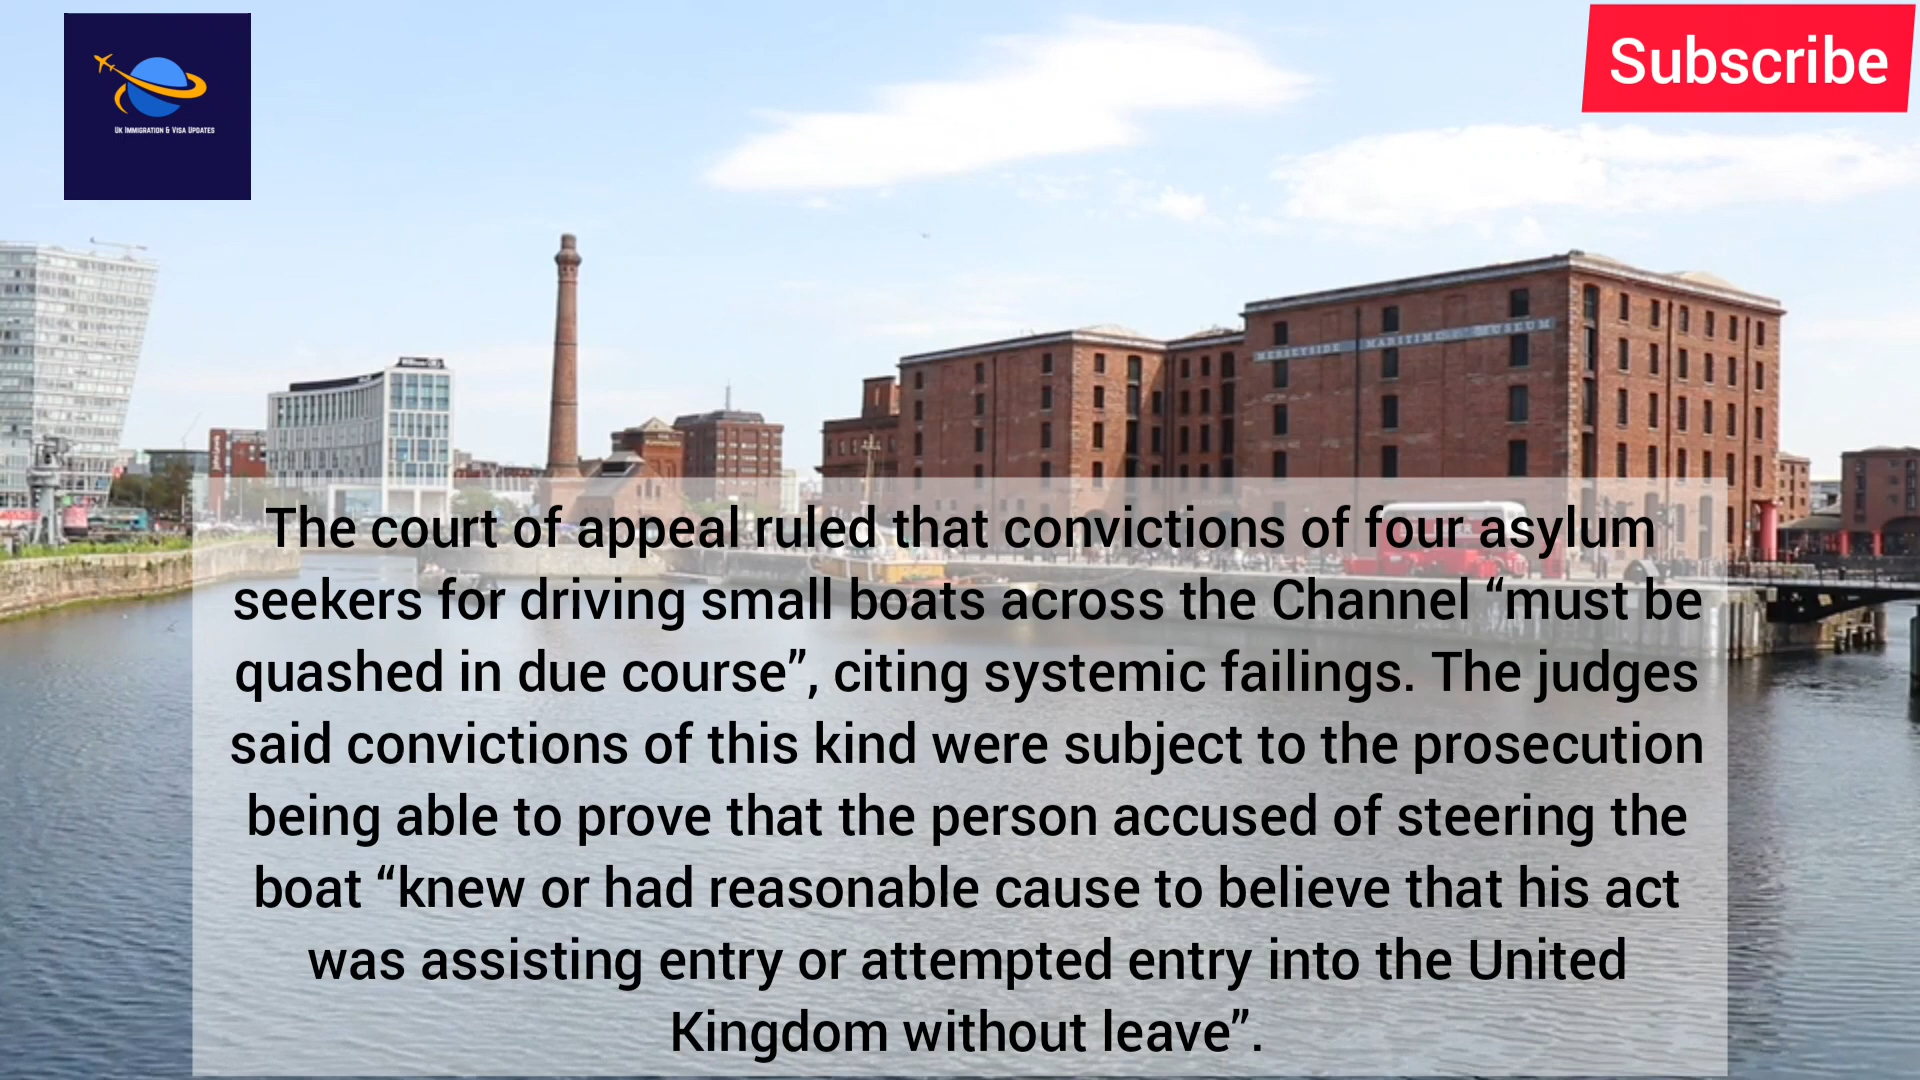 UK Immigration & Visa Updates
Subscribe
MERSEYSIDE MARITIME MUSEUM
The court of appeal ruled that convictions of four asylum
seekers for driving small boats across the Channel “must be
quashed in due course”, citing systemic failings. The judges
said convictions of this kind were subject to the prosecution
being able to prove that the person accused of steering the
boat “knew or had reasonable cause to believe that his act
was assisting entry or attempted entry into the United
Kingdom without leave”.